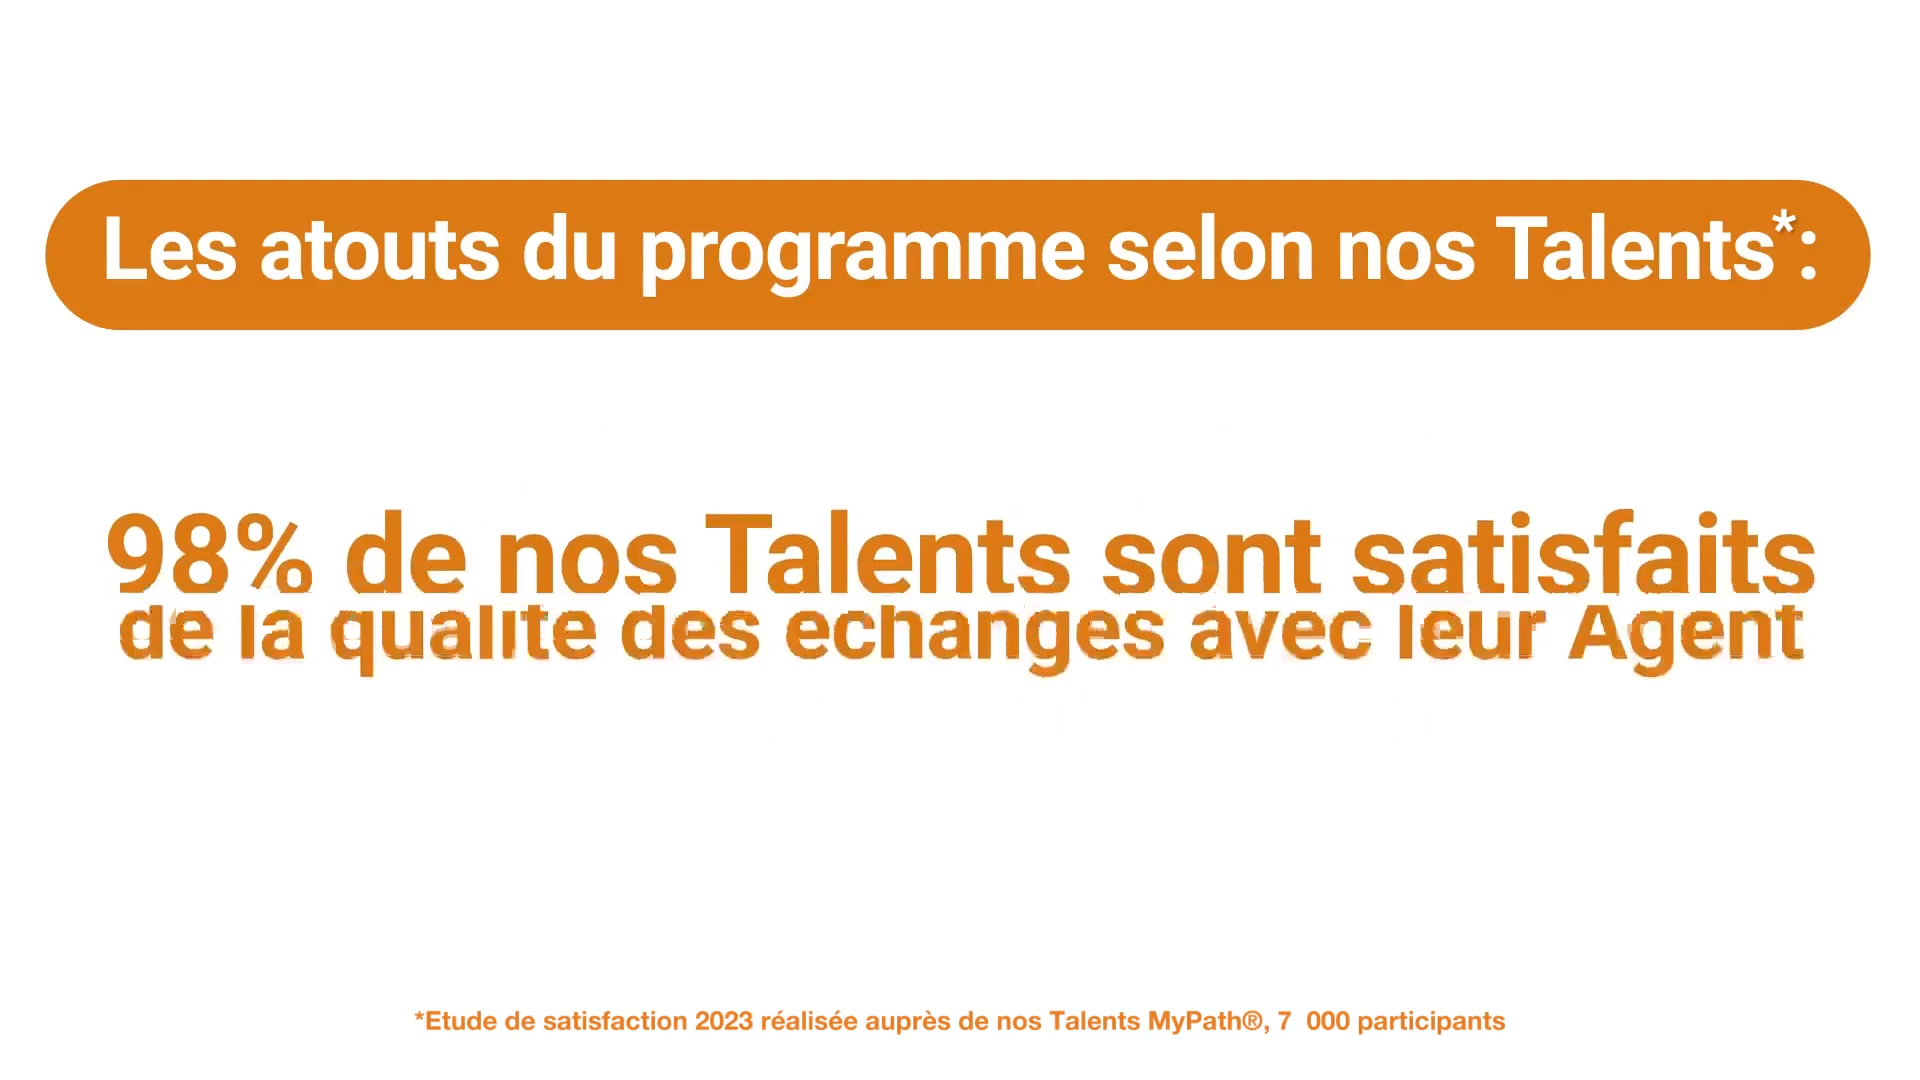 Les atouts du programme selon nos Talents*:
98% de nos Talents sont satisfaits
de la qualité des échanges avec leur Agent
*Etude de satisfaction 2023 réalisée auprès de nos Talents MyPath®, 7 000 participants